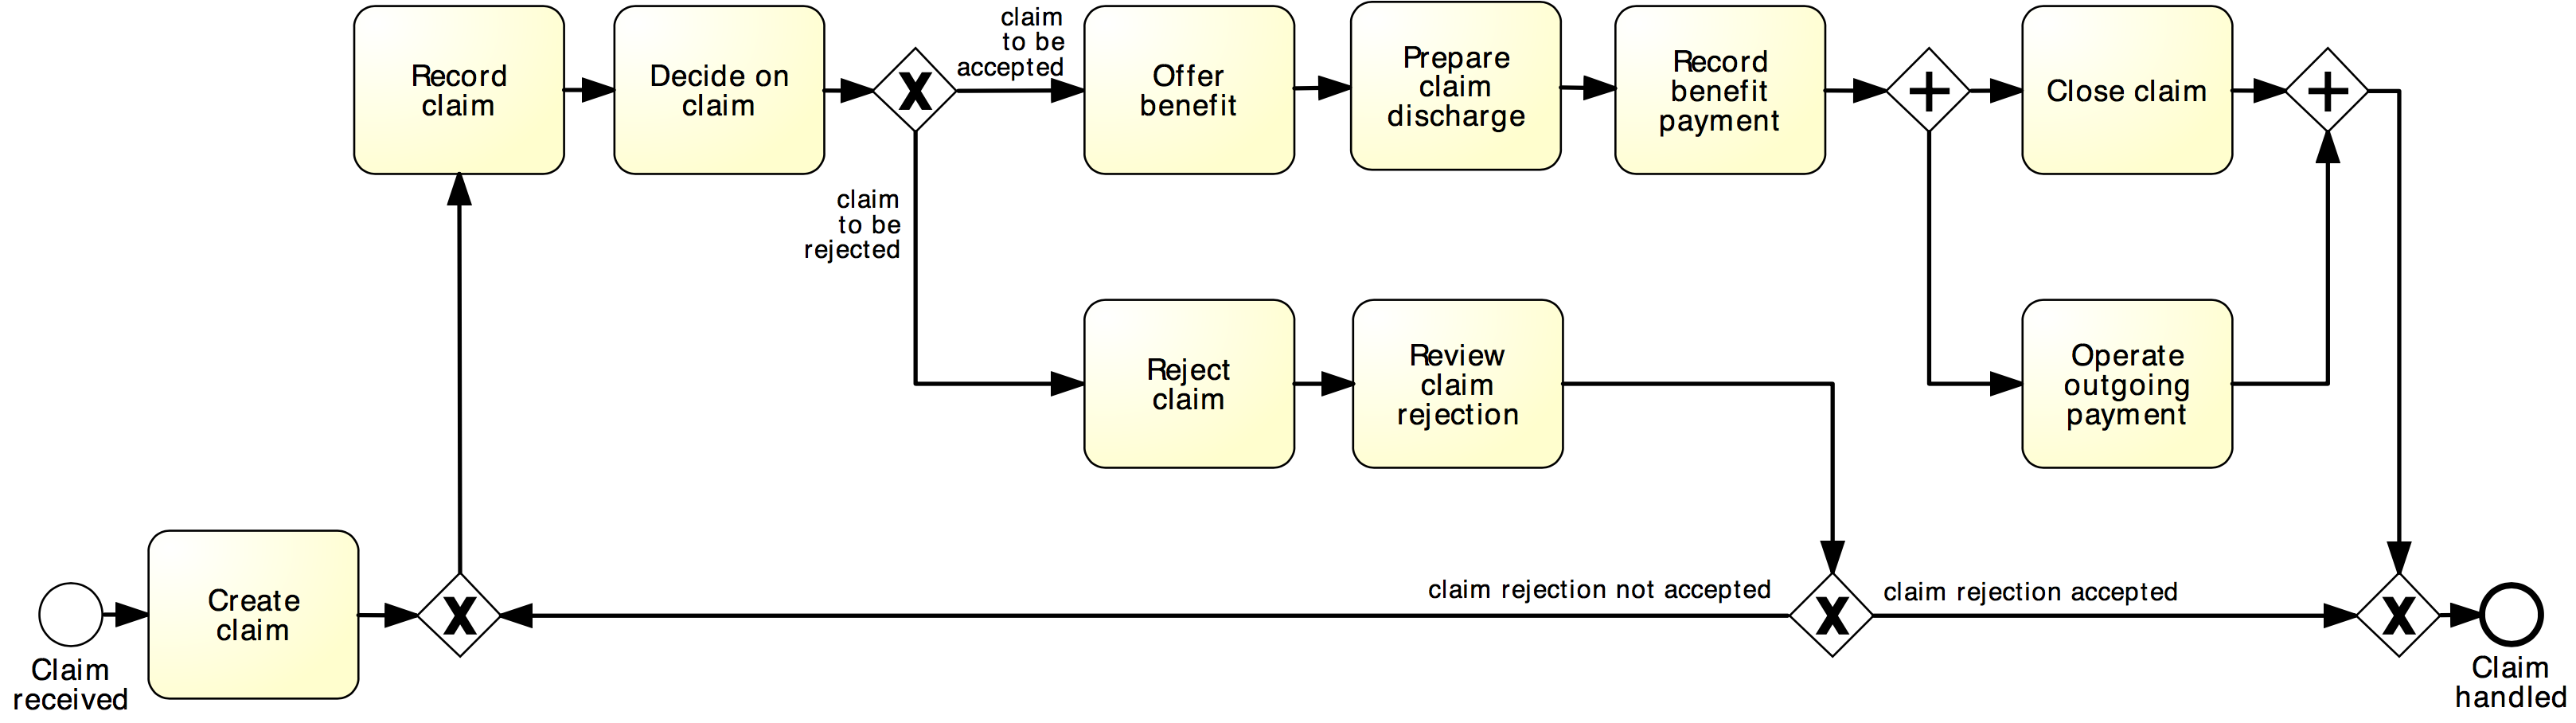 Record
claim
Decide on
claim
claim
to be
accepted
Offer
benefit
Prepare
claim
discharge
Record
benefit
payment
Close claim
claim
to be
rejected
Reject
claim
Review
claim
rejection
Operate
outgoing
payment
Claim
received
Create
claim
claim rejection not accepted
claim rejection accepted
Claim
handled